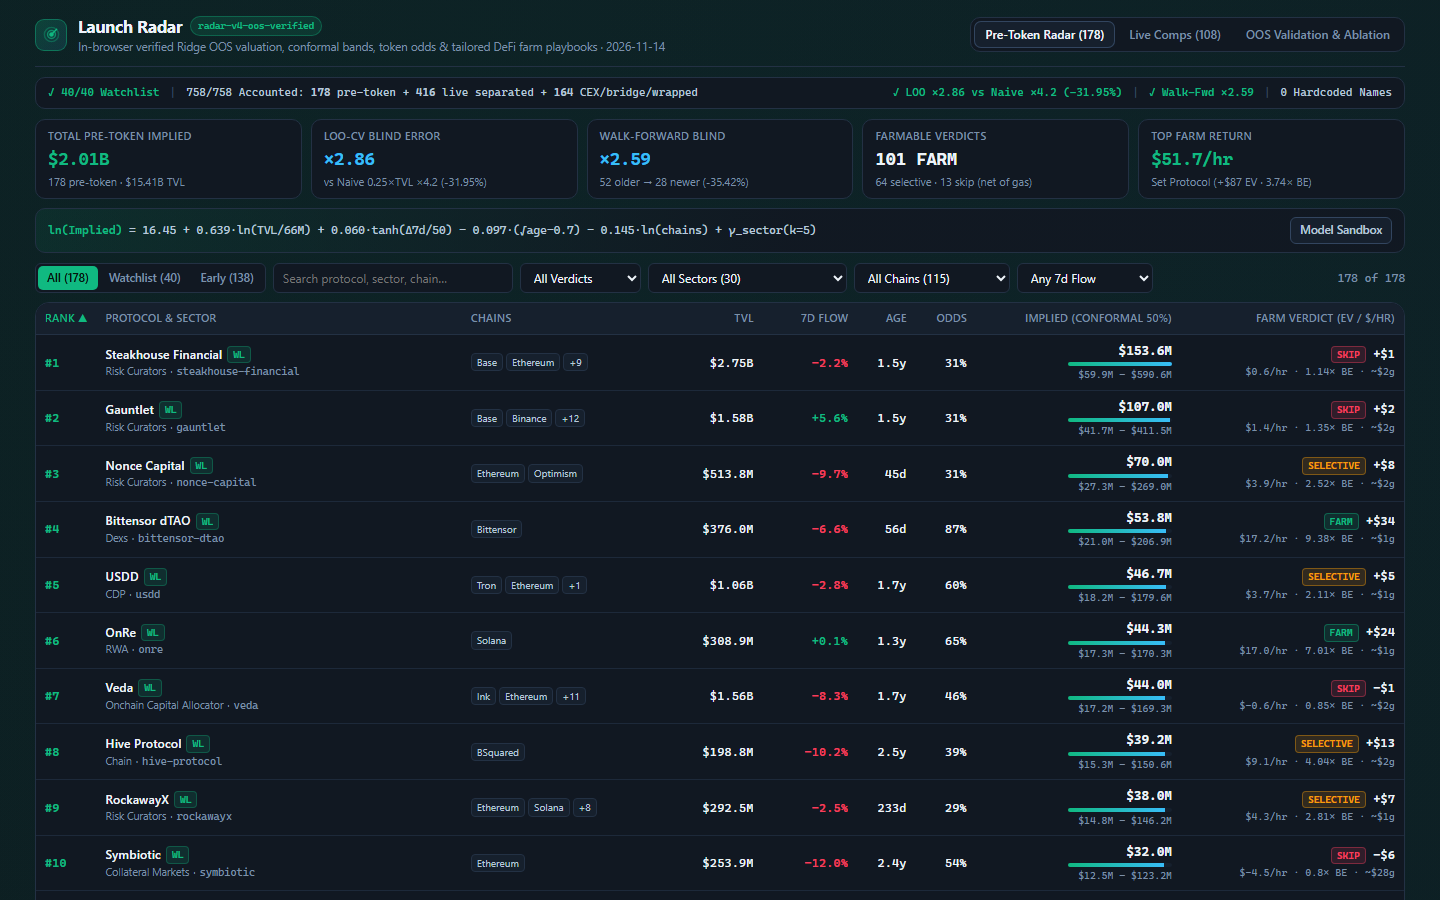 Launch Radar radar-v4-oos-verified
In-browser verified Ridge OOS valuation, conformal bands, token odds & tailored DeFi farm playbooks · 2026-11-14
Pre-Token Radar (178) Live Comps (108) OOS Validation & Ablation
✓ 40/40 Watchlist | 758/758 Accounted: 178 pre-token + 416 live separated + 164 CEX/bridge/wrapped
✓ LOO ×2.86 vs Naive ×4.2 (−31.95%) | ✓ Walk-Fwd ×2.59 | 0 Hardcoded Names
TOTAL PRE-TOKEN IMPLIED
$2.01B
178 pre-token · $15.41B TVL
LOO-CV BLIND ERROR
×2.86
vs Naive 0.25×TVL ×4.2 (-31.95%)
WALK-FORWARD BLIND
×2.59
52 older → 28 newer (-35.42%)
FARMABLE VERDICTS
101 FARM
64 selective · 13 skip (net of gas)
TOP FARM RETURN
$51.7/hr
Set Protocol (+$87 EV · 3.74× BE)
ln(Implied) = 16.45 + 0.639·ln(TVL/66M) + 0.060·tanh(Δ7d/50) − 0.097·(√age−0.7) − 0.145·ln(chains) + γ_sector(k=5)
Model Sandbox
All (178) Watchlist (40) Early (138) Search protocol, sector, chain... All Verdicts All Sectors (30) All Chains (115) Any 7d Flow 178 of 178
RANK ▲ PROTOCOL & SECTOR CHAINS TVL 7D FLOW AGE ODDS IMPLIED (CONFORMAL 50%) FARM VERDICT (EV / $/HR)
#1 Steakhouse Financial WL Base Ethereum +9 $2.75B −2.2% 1.5y 31% $153.6M SKIP +$1
Risk Curators · steakhouse-financial $59.9M − $590.6M $0.6/hr · 1.14× BE · ~$2g
#2 Gauntlet WL Base Binance +12 $1.58B +5.6% 1.5y 31% $107.0M SKIP +$2
Risk Curators · gauntlet $41.7M − $411.5M $1.4/hr · 1.35× BE · ~$2g
#3 Nonce Capital WL Ethereum Optimism $513.8M −9.7% 45d 31% $70.0M SELECTIVE +$8
Risk Curators · nonce-capital $27.3M − $269.0M $3.9/hr · 2.52× BE · ~$2g
#4 Bittensor dTAO WL Bittensor $376.0M −6.6% 56d 87% $53.8M FARM +$34
Dexs · bittensor-dtao $21.0M − $206.9M $17.2/hr · 9.38× BE · ~$1g
#5 USDD WL Tron Ethereum +1 $1.06B −2.8% 1.7y 60% $46.7M SELECTIVE +$5
CDP · usdd $18.2M − $179.6M $3.7/hr · 2.11× BE · ~$1g
#6 OnRe WL Solana $308.9M +0.1% 1.3y 65% $44.3M FARM +$24
RWA · onre $17.3M − $170.3M $17.0/hr · 7.01× BE · ~$1g
#7 Veda WL Ink Ethereum +11 $1.56B −8.3% 1.7y 46% $44.0M SKIP −$1
Onchain Capital Allocator · veda $17.2M − $169.3M $−0.6/hr · 0.85× BE · ~$2g
#8 Hive Protocol WL BSquared $198.8M −10.2% 2.5y 39% $39.2M SELECTIVE +$13
Chain · hive-protocol $15.3M − $150.6M $9.1/hr · 4.04× BE · ~$2g
#9 RockawayX WL Ethereum Solana +8 $292.5M −2.5% 233d 29% $38.0M SELECTIVE +$7
Risk Curators · rockawayx $14.8M − $146.2M $4.3/hr · 2.81× BE · ~$1g
#10 Symbiotic WL Ethereum $253.9M −12.0% 2.4y 54% $32.0M SKIP −$6
Collateral Markets · symbiotic $12.5M − $123.2M $−4.5/hr · 0.8× BE · ~$28g